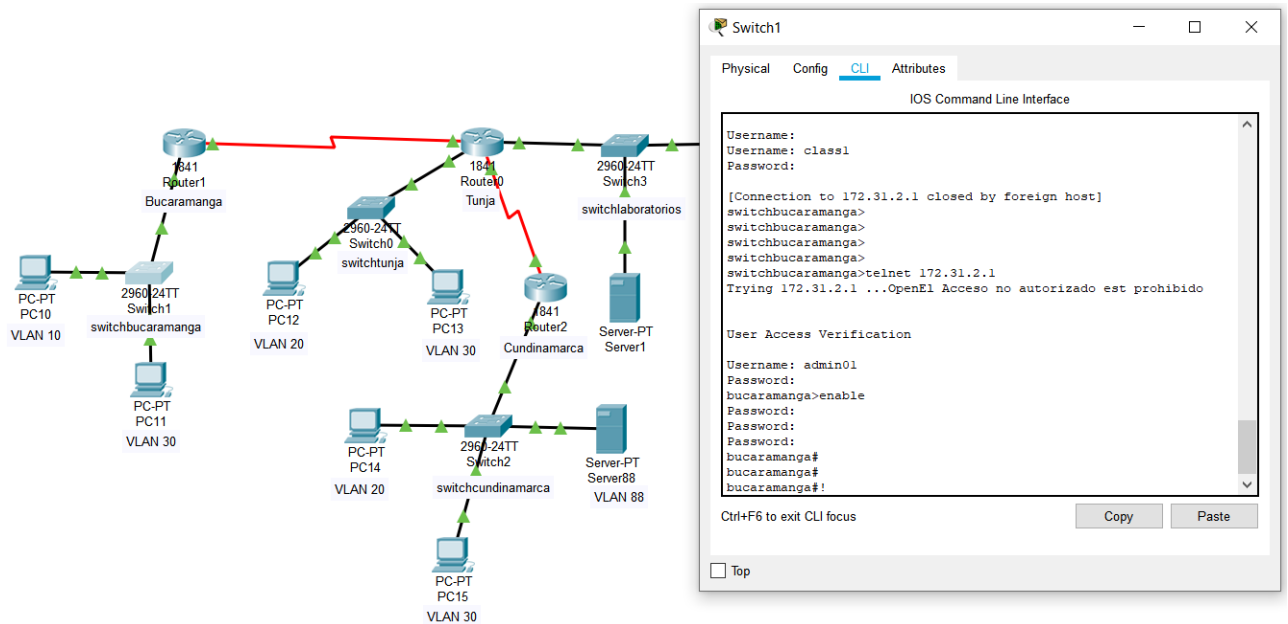 1841
Router1
Bucaramanga
PC-PT
PC10
VLAN 10
2960-24TT
Switch1
switchbucaramanga
PC-PT
PC11
VLAN 30
1841
Router0
Tunja
2960-24TT
Switch0
switchtunja
PC-PT
PC12
VLAN 20
PC-PT
PC13
VLAN 30
2960-24TT
Switch3
switchlaboratorios
Server-PT
Server1
1841
Router2
Cundinamarca
PC-PT
PC14
VLAN 20
2960-24TT
Switch2
switchcundinamarca
Server-PT
Server88
VLAN 88
PC-PT
PC15
VLAN 30
Switch1
Physical Config CLI Attributes
IOS Command Line Interface
Username:
Username: class1
Password:
[Connection to 172.31.2.1 closed by foreign host]
switchbucaramanga>
switchbucaramanga>
switchbucaramanga>
switchbucaramanga>
switchbucaramanga>telnet 172.31.2.1
Trying 172.31.2.1 ...OpenEl Acceso no autorizado est prohibido
User Access Verification
Username: admin01
Password:
bucaramanga>enable
Password:
Password:
Password:
bucaramanga#
bucaramanga#
bucaramanga#!
Ctrl+F6 to exit CLI focus
Copy Paste
Top